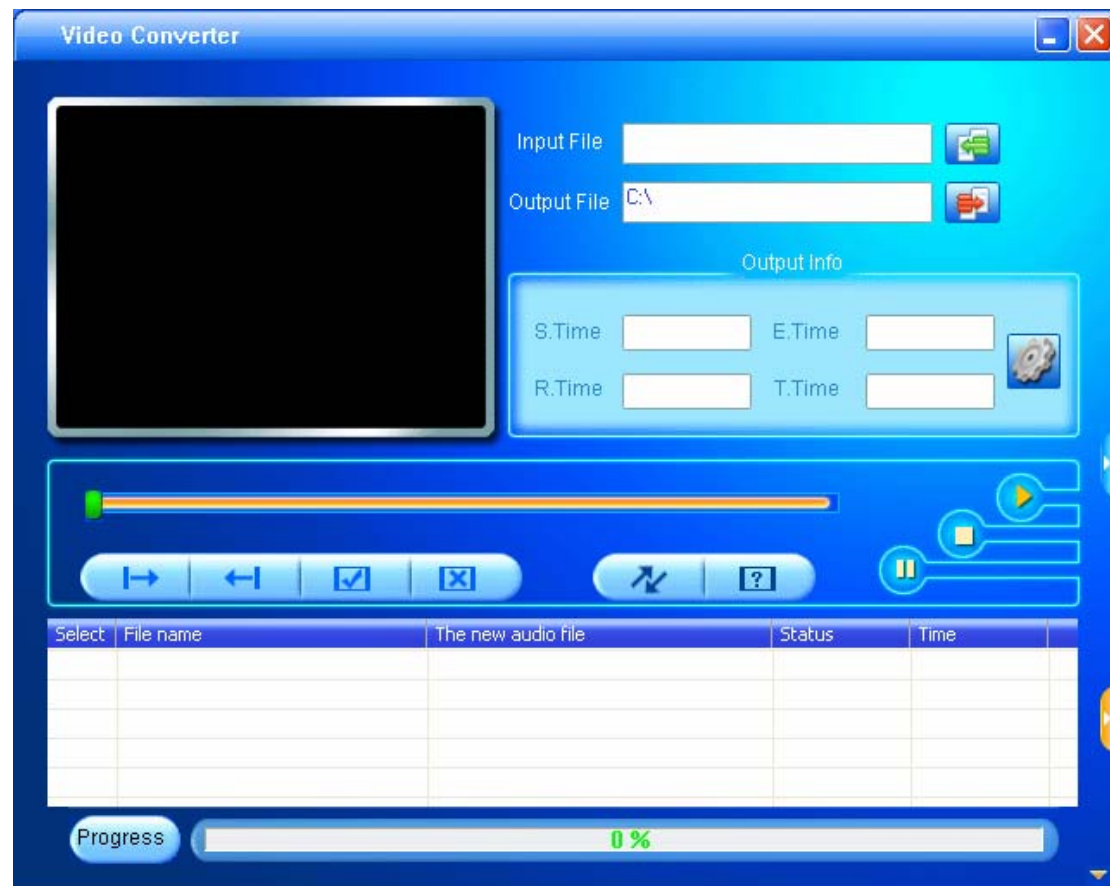 Video Converter
Input File
Output File C:\
Output Info
S.Time E.Time
R.Time T.Time
Select File name The new audio file Status Time
Progress 0 %